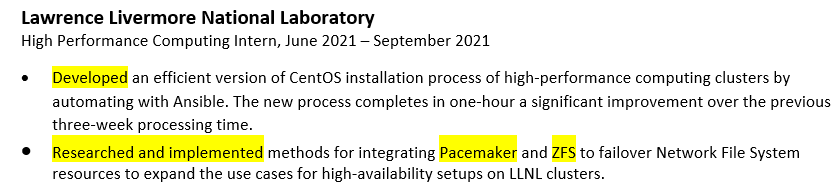 Lawrence Livermore National Laboratory
High Performance Computing Intern, June 2021 – September 2021
• Developed an efficient version of CentOS installation process of high-performance computing clusters by
automating with Ansible. The new process completes in one-hour a significant improvement over the previous
three-week processing time.
• Researched and implemented methods for integrating Pacemaker and ZFS to failover Network File System
resources to expand the use cases for high-availability setups on LLNL clusters.